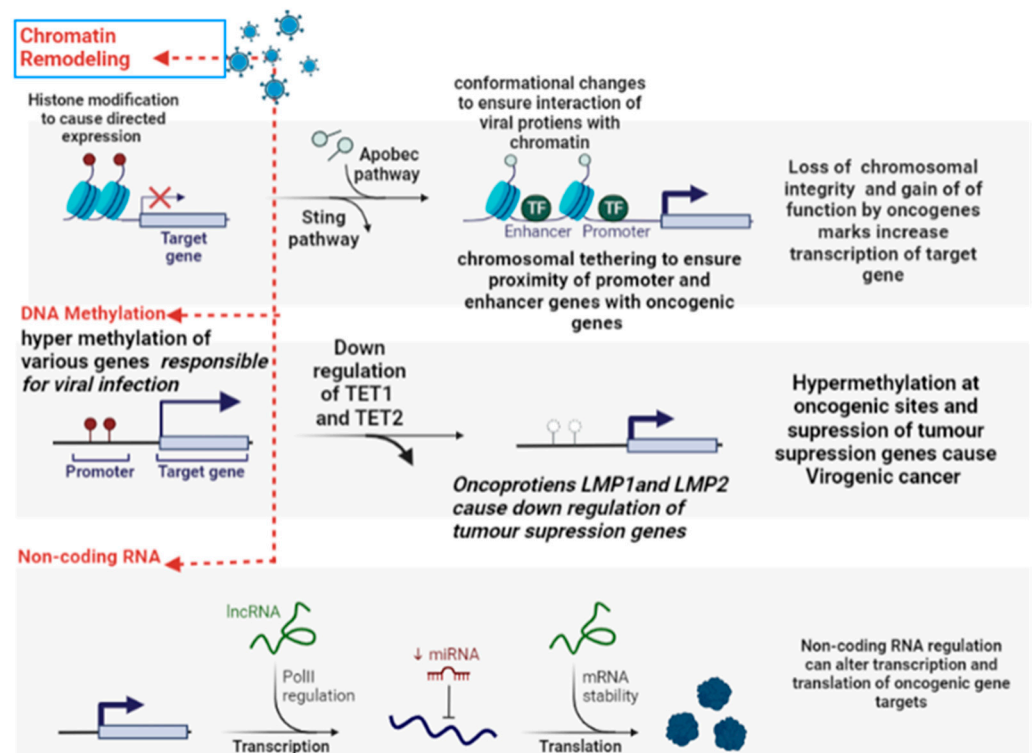 Chromatin
Remodeling
Histone modification
to cause directed
expression
Target
gene
Apobec
pathway
Sting
pathway
conformational changes
to ensure interaction of
viral protiens with
chromatin
TF
TF
Enhancer
Promoter
chromosomal tethering to ensure
proximity of promoter and
enhancer genes with oncogenic
genes
Loss of chromosomal
integrity and gain of of
function by oncogenes
marks increase
transcription of target
gene
DNA Methylation
hyper methylation of
various genes responsible
for viral infection
Promoter
Target gene
Down
regulation
of TET1
and TET2
Oncoprotiens LMP1and LMP2
cause down regulation of
tumour supression genes
Hypermethylation at
oncogenic sites and
supression of tumour
supression genes cause
Virogenic cancer
Non-coding RNA
lncRNA
PolII
regulation
Transcription
↓ miRNA
mRNA
stability
Translation
Non-coding RNA regulation
can alter transcription and
translation of oncogenic gene
targets